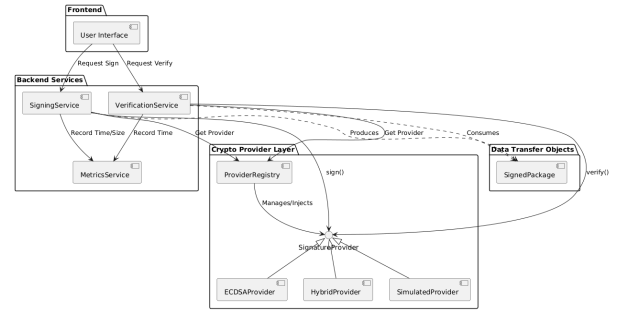 Frontend
User Interface
Request Sign
Request Verify
Backend Services
SigningService
VerificationService
Record Time/Size
Record Time
Get Provider
Produces
Get Provider
Consumes
MetricsService
Crypto Provider Layer
Data Transfer Objects
ProviderRegistry
sign()
SignedPackage
verify()
Manages/Injects
SignatureProvider
ECDSAProvider
HybridProvider
SimulatedProvider